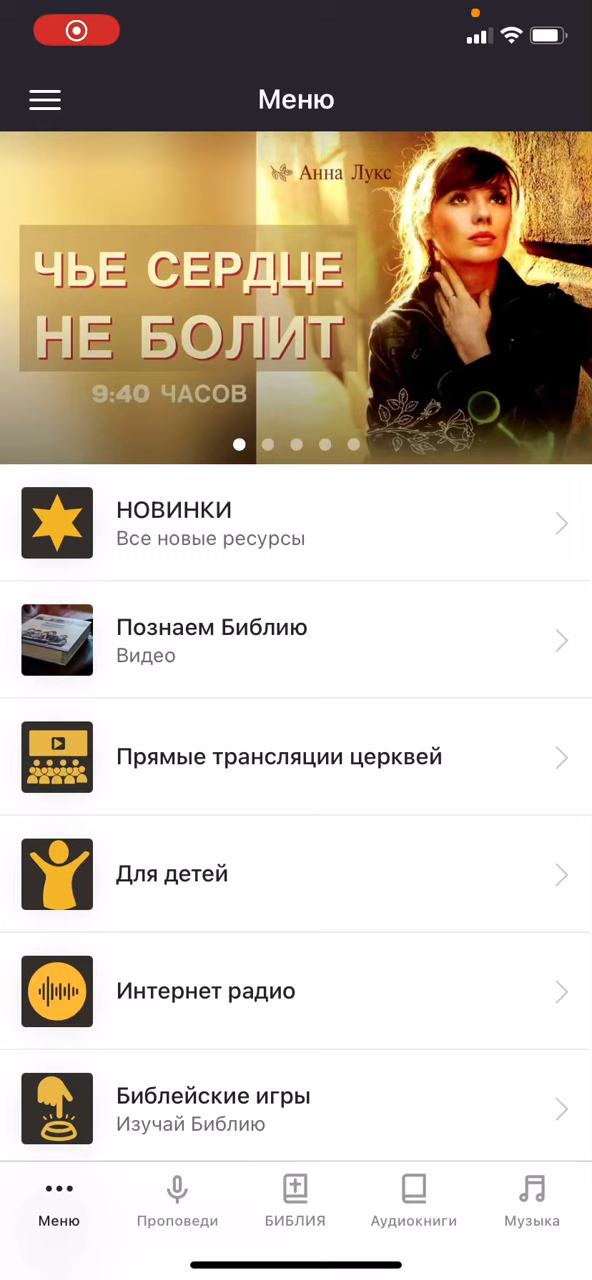 Меню
Анна Лукс
ЧЬЕ СЕРДЦЕ
НЕ БОЛИТ
9:40 ЧАСОВ
НОВИНКИ
Все новые ресурсы
Познаем Библию
Видео
Прямые трансляции церквей
Для детей
Интернет радио
Библейские игры
Изучай Библию
Меню
Проповеди
БИБЛИЯ
Аудиокниги
Музыка